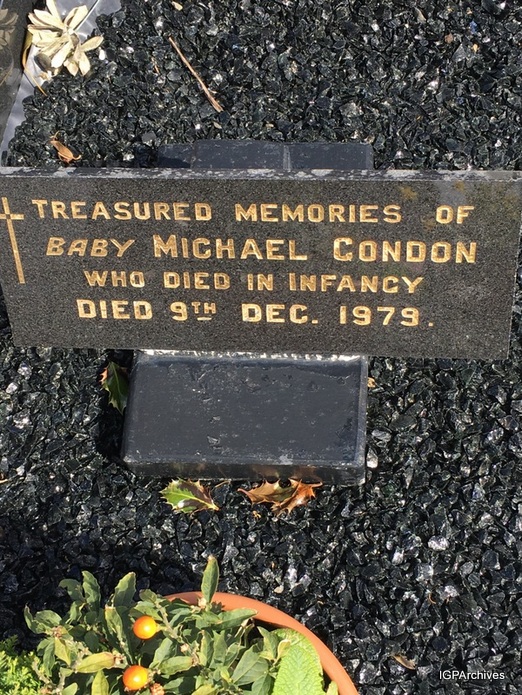 TREASURED MEMORIES OF
BABY MICHAEL CONDON
WHO DIED IN INFANCY
DIED 9TH DEC. 1979.
IGPArchives